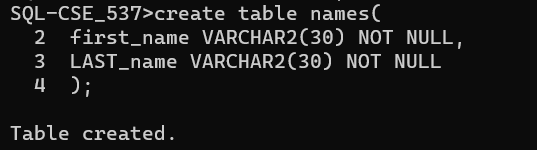 SQL-CSE_537>create table names(
  2  first_name VARCHAR2(30) NOT NULL,
  3  LAST_name VARCHAR2(30) NOT NULL
  4  );
Table created.